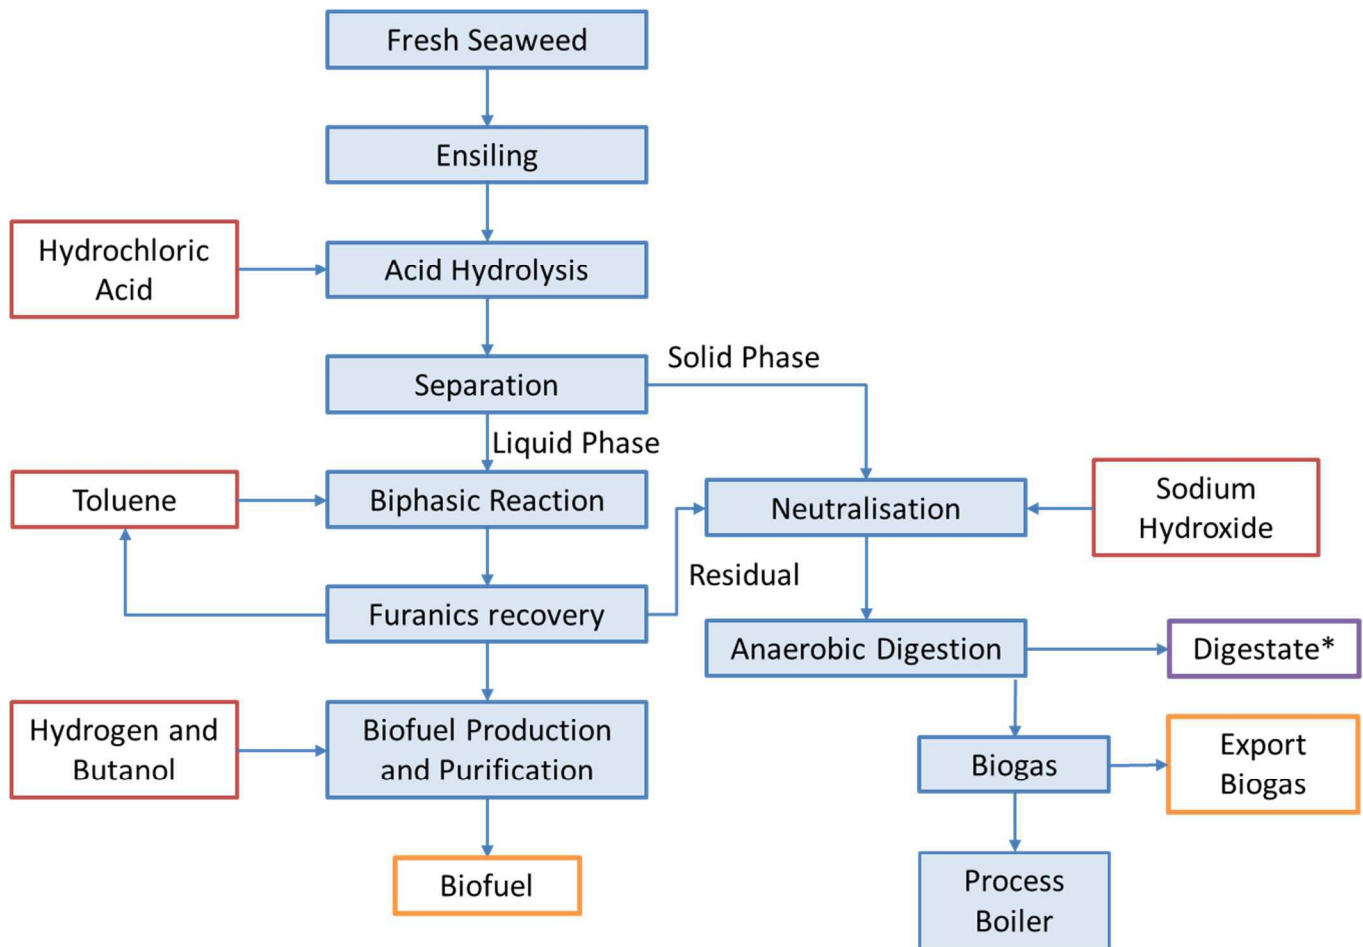 Fresh Seaweed
Ensiling
Hydrochloric
Acid
Acid Hydrolysis
Solid Phase
Separation
Liquid Phase
Toluene
Biphasic Reaction
Neutralisation
Sodium
Hydroxide
Residual
Furanics recovery
Anaerobic Digestion
Digestate*
Hydrogen and
Butanol
Biofuel Production
and Purification
Biogas
Export
Biogas
Biofuel
Process
Boiler